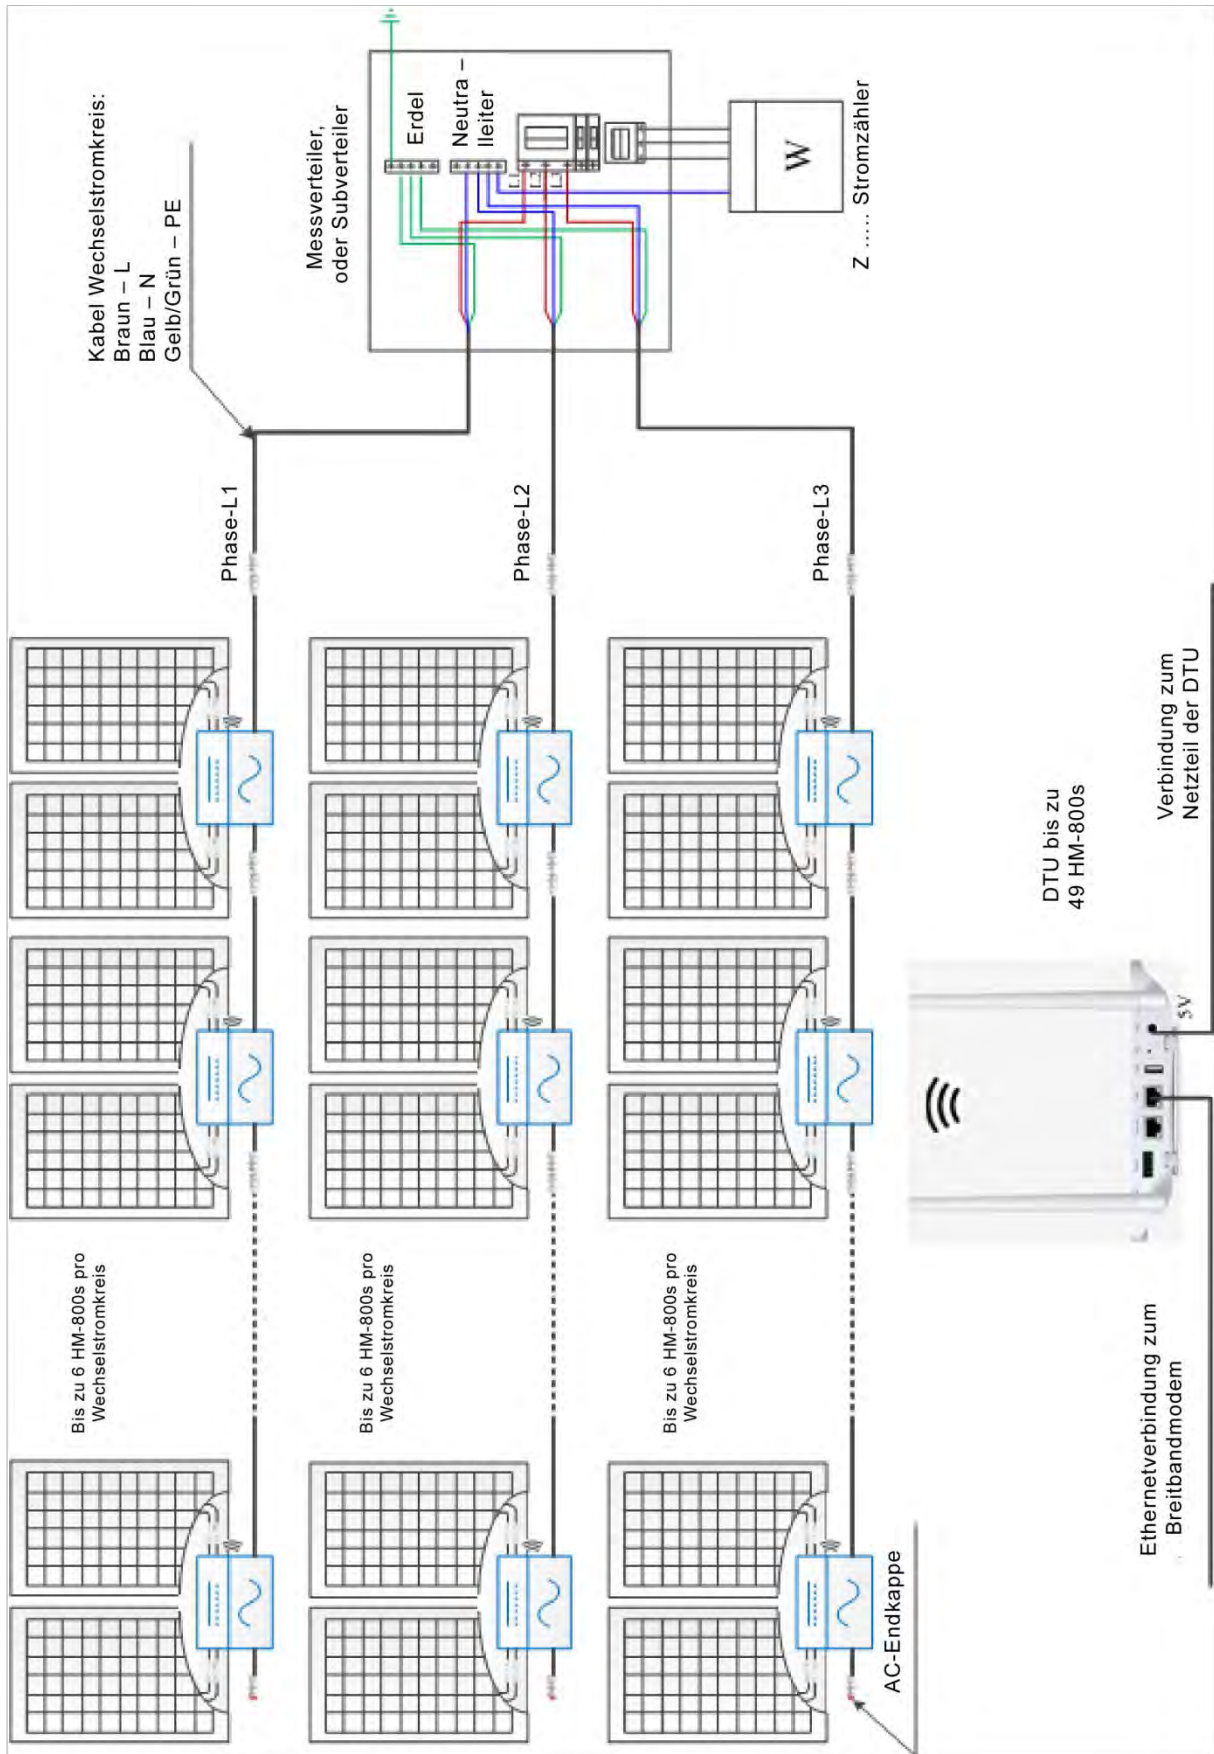 Kabel Wechselstromkreis:
Braun – L
Blau – N
Gelb/Grün – PE
Messverteiler,
oder Subverteiler
Erdel
Neutra –
lleiter
L1
L2
L3
W
Z ..... Stromzähler
Phase-L1
Phase-L2
Phase-L3
Bis zu 6 HM-800s pro
Wechselstromkreis
Bis zu 6 HM-800s pro
Wechselstromkreis
Bis zu 6 HM-800s pro
Wechselstromkreis
AC-Endkappe
DTU bis zu
49 HM-800s
5V
Verbindung zum
Netzteil der DTU
Ethernetverbindung zum
Breitbandmodem